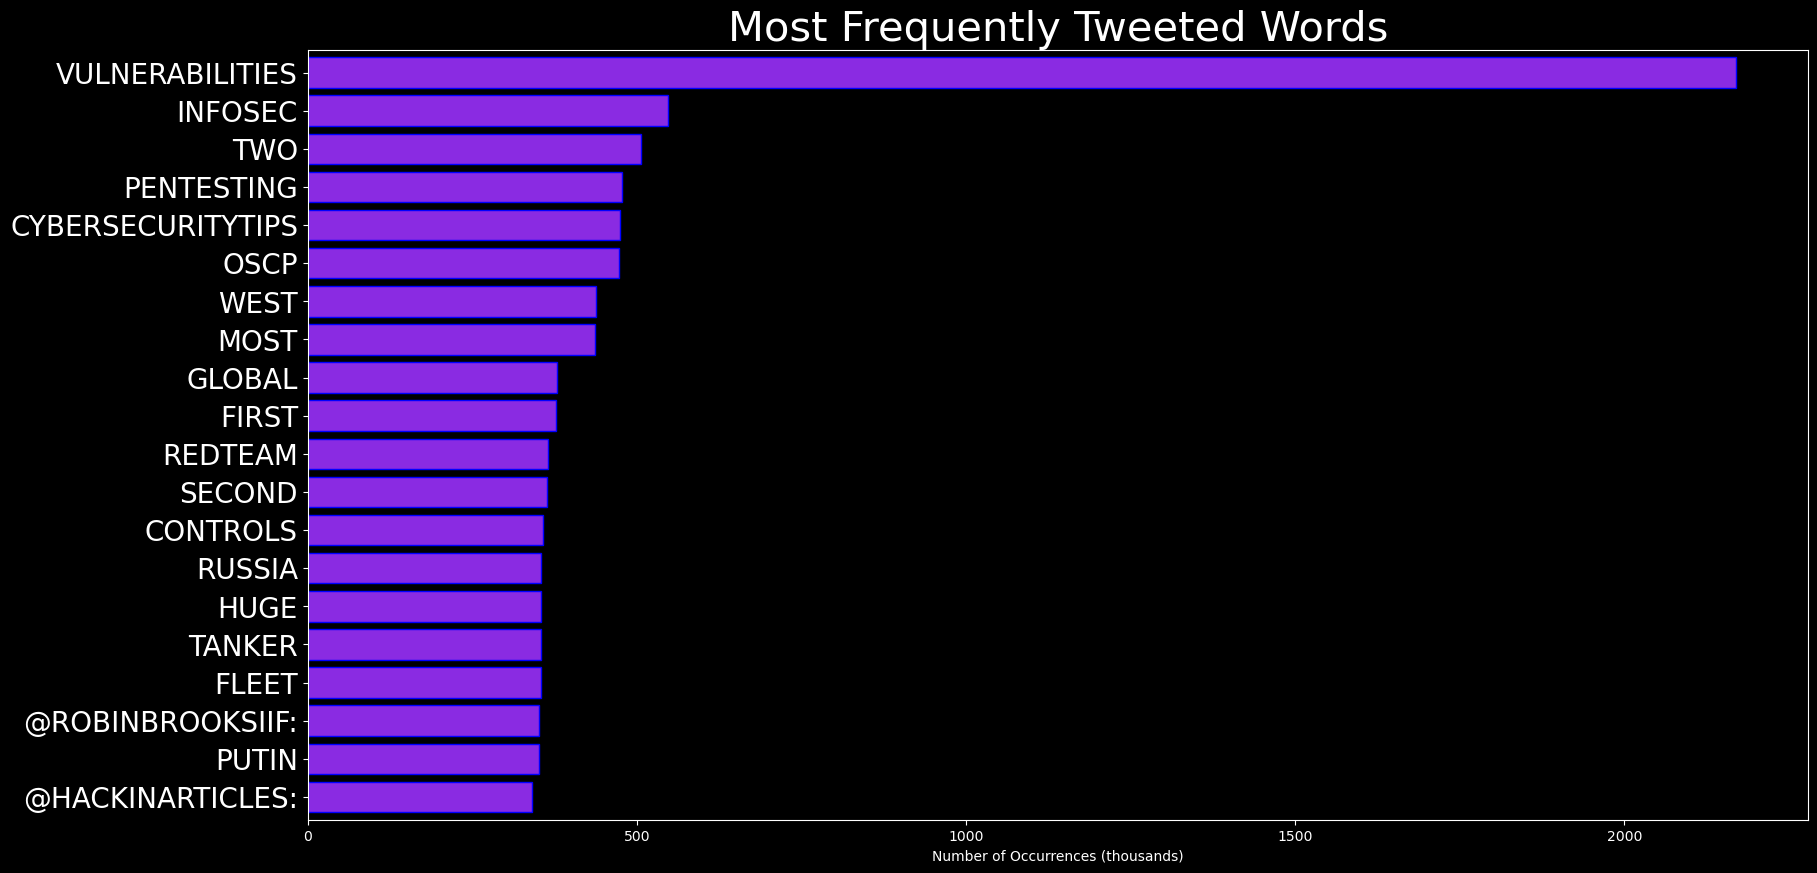 Most Frequently Tweeted Words
VULNERABILITIES
INFOSEC
TWO
PENTESTING
CYBERSECURITYTIPS
OSCP
WEST
MOST
GLOBAL
FIRST
REDTEAM
SECOND
CONTROLS
RUSSIA
HUGE
TANKER
FLEET
@ROBINBROOKSIIF:
PUTIN
@HACKINARTICLES:
0 500 1000 1500 2000
Number of Occurrences (thousands)